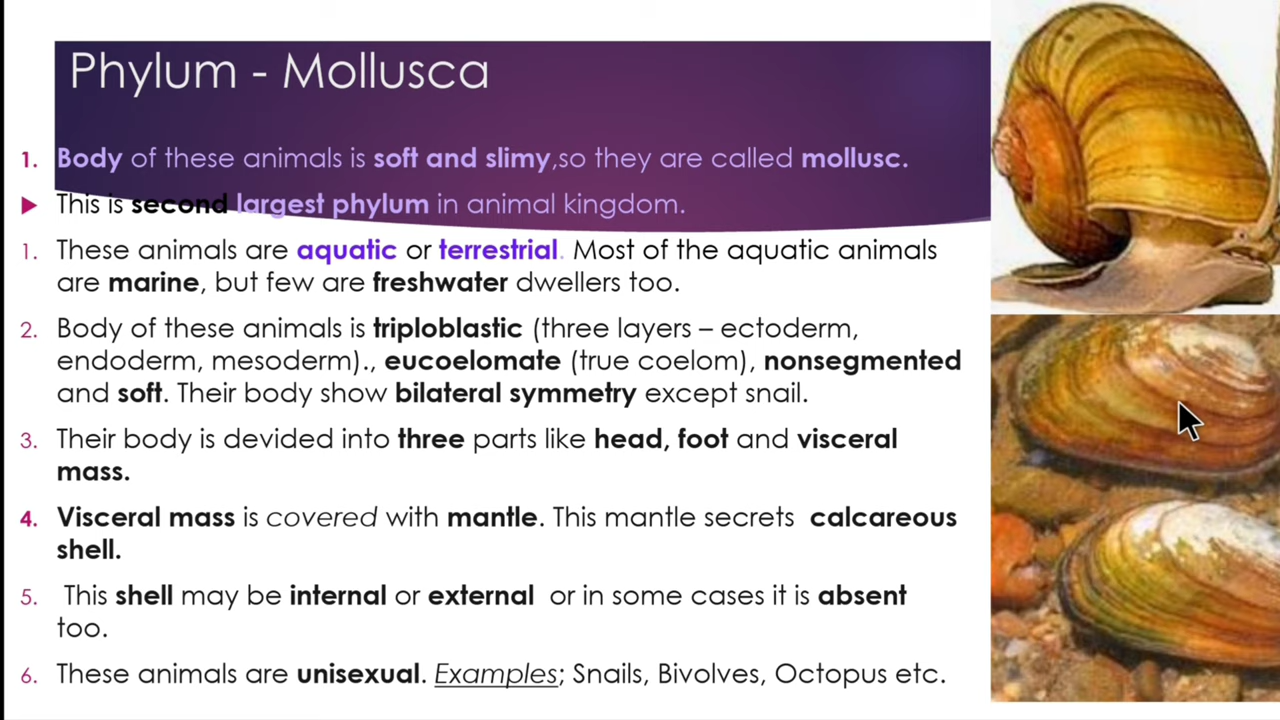 Phylum - Mollusca
1. Body of these animals is soft and slimy,so they are called mollusc.
▶ This is second largest phylum in animal kingdom.
1. These animals are aquatic or terrestrial. Most of the aquatic animals
are marine, but few are freshwater dwellers too.
2. Body of these animals is triploblastic (three layers – ectoderm,
endoderm, mesoderm)., eucoelomate (true coelom), nonsegmented
and soft. Their body show bilateral symmetry except snail.
3. Their body is devided into three parts like head, foot and visceral
mass.
4. Visceral mass is covered with mantle. This mantle secrets calcareous
shell.
5. This shell may be internal or external or in some cases it is absent
too.
6. These animals are unisexual. Examples; Snails, Bivolves, Octopus etc.